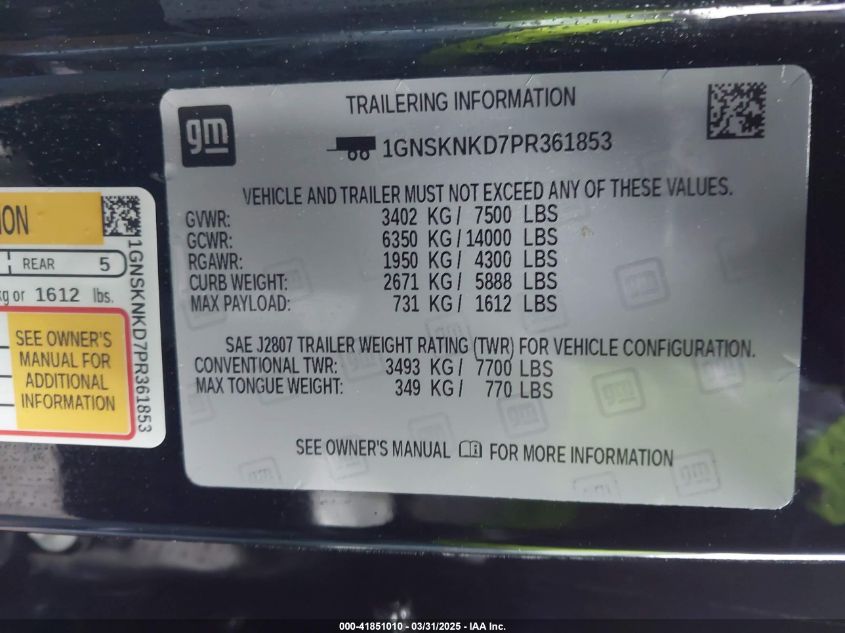 gm
TRAILERING INFORMATION
1GNSKNKD7PR361853
VEHICLE AND TRAILER MUST NOT EXCEED ANY OF THESE VALUES.
GVWR: 3402 KG / 7500 LBS
GCWR: 6350 KG / 14000 LBS
RGAWR: 1950 KG / 4300 LBS
CURB WEIGHT: 2671 KG / 5888 LBS
MAX PAYLOAD: 731 KG / 1612 LBS
SAE J2807 TRAILER WEIGHT RATING (TWR) FOR VEHICLE CONFIGURATION.
CONVENTIONAL TWR: 3493 KG / 7700 LBS
MAX TONGUE WEIGHT: 349 KG / 770 LBS
SEE OWNER'S MANUAL FOR MORE INFORMATION
ION
REAR 5
kg or 1612 lbs.
SEE OWNER'S
MANUAL FOR
ADDITIONAL
INFORMATION
1GNSKNKD7PR361853
000-41851010 — 03/31/2025 — IAA Inc.